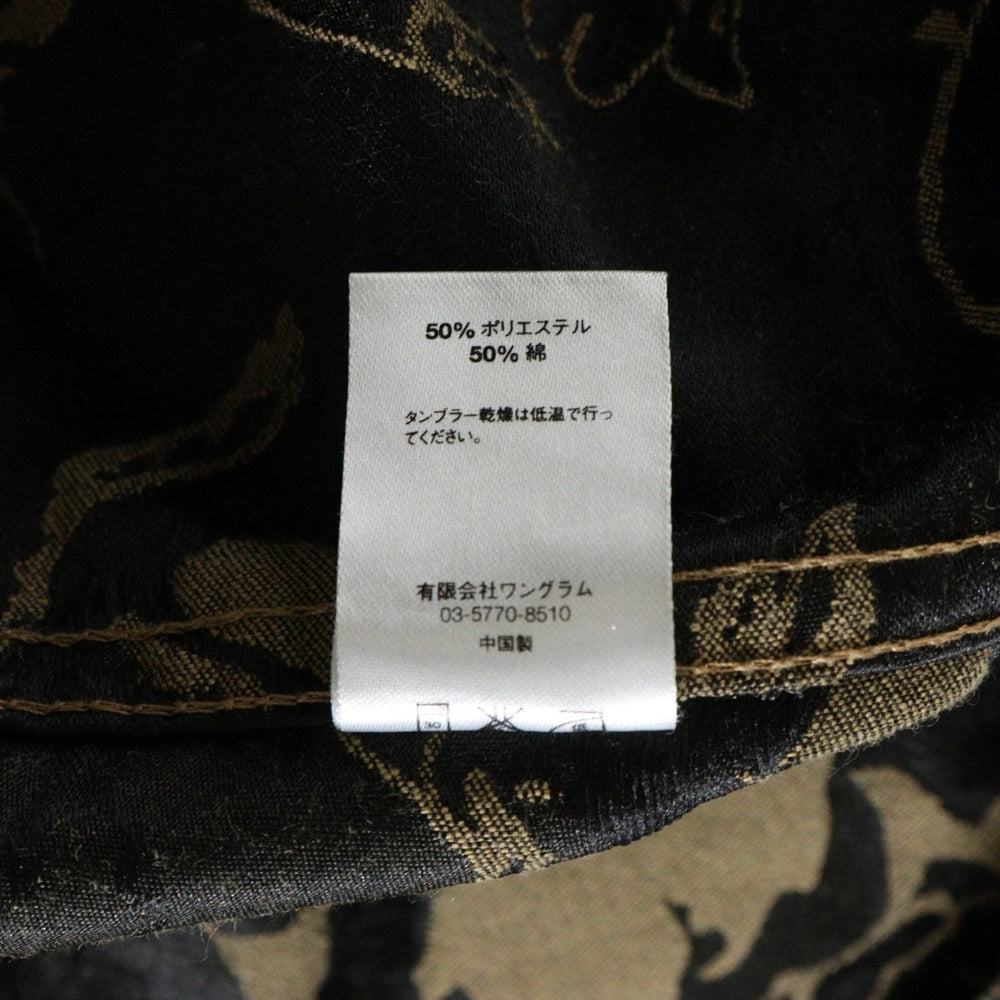 50% ポリエステル
50% 綿
タンブラー乾燥は低温で行っ
てください。
有限会社ワングラム
03-5770-8510
中国製
30 低